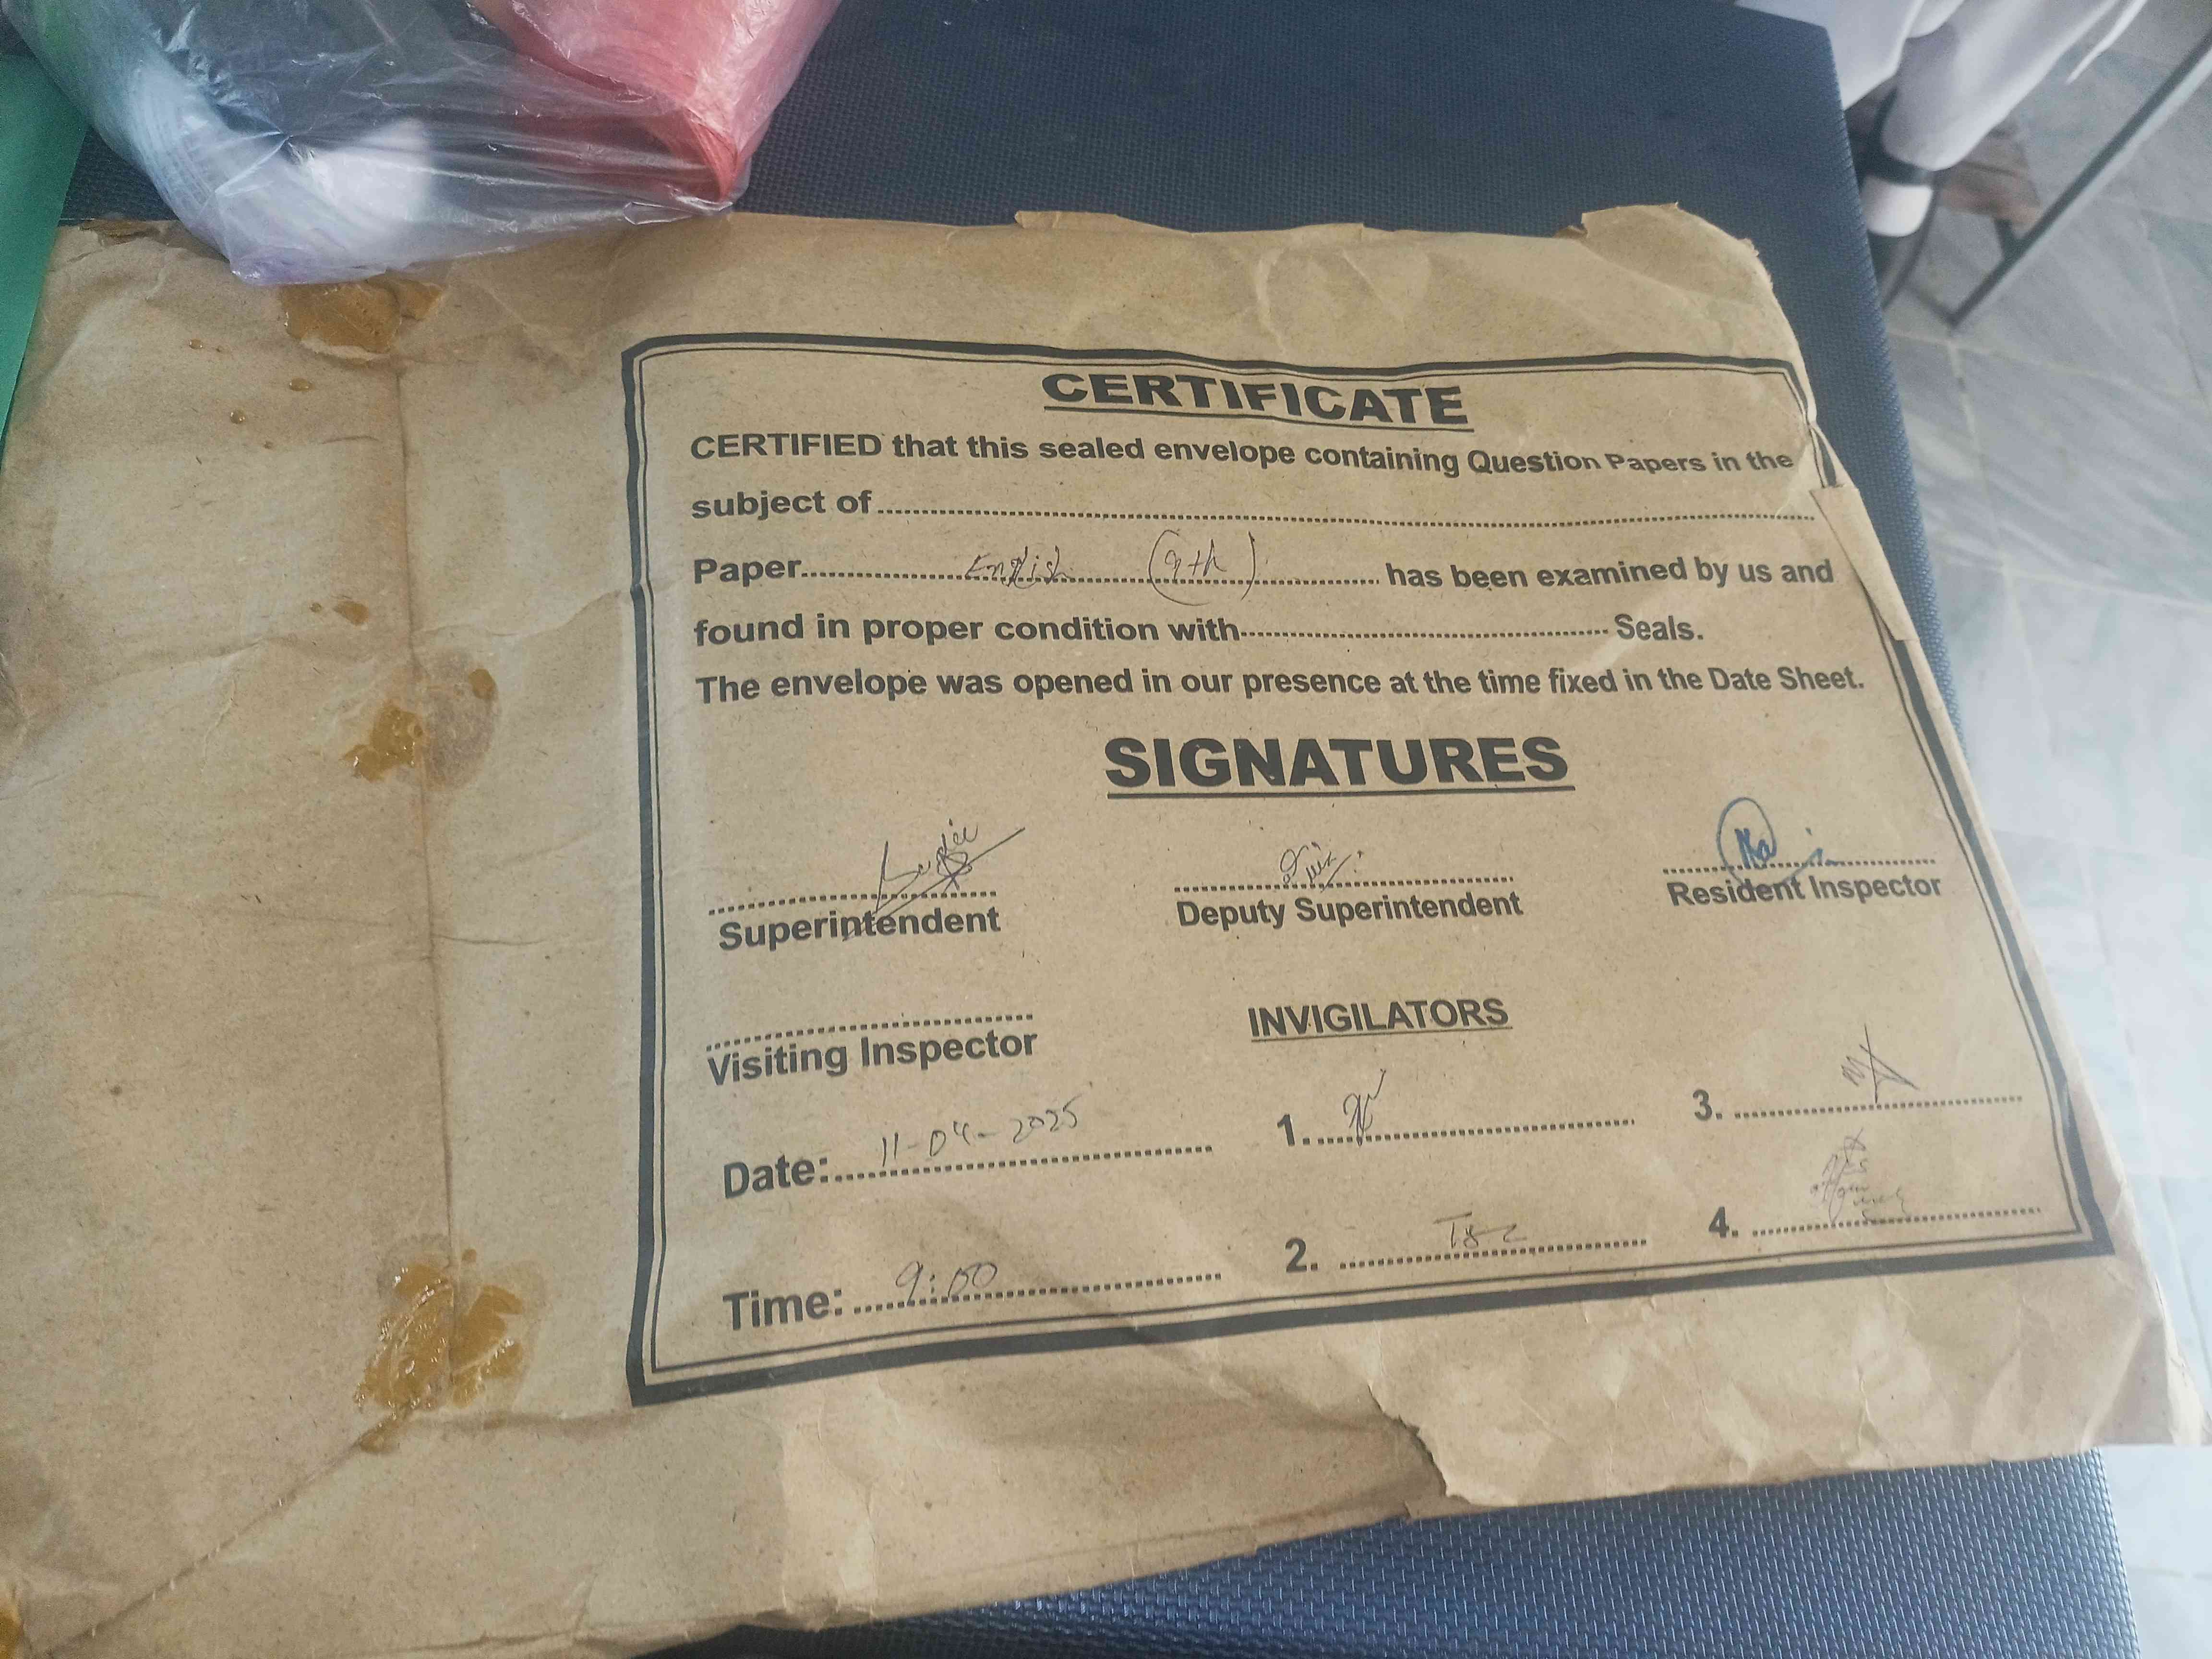 CERTIFICATE
CERTIFIED that this sealed envelope containing Question Papers in the
subject of
Paper English (9th) has been examined by us and
found in proper condition with Seals.
The envelope was opened in our presence at the time fixed in the Date Sheet.
SIGNATURES
Superintendent Deputy Superintendent Resident Inspector
Visiting Inspector
INVIGILATORS
Date: 11-04-2025 1. 3.
Time: 9:00 2. 4.